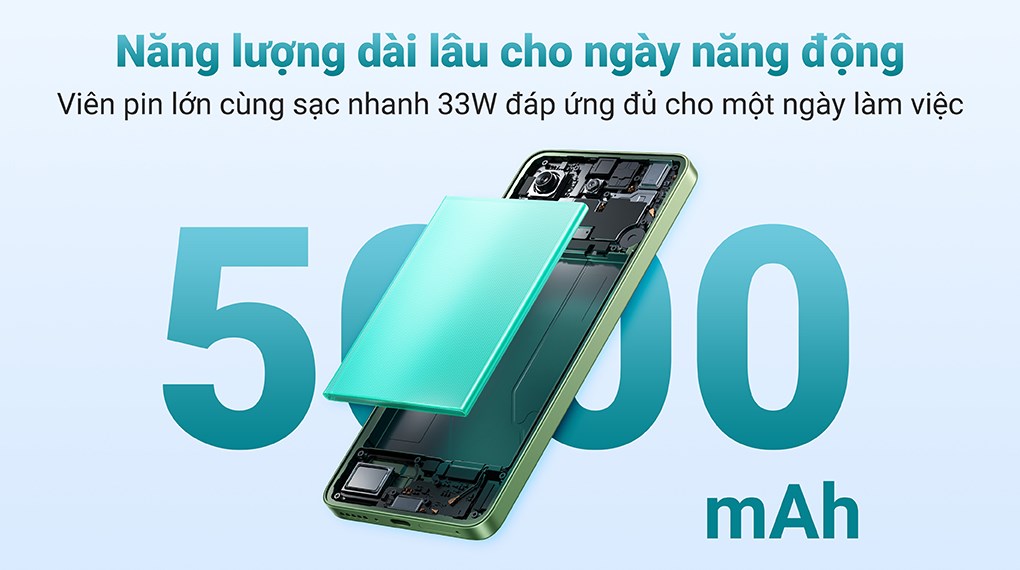 Năng lượng dài lâu cho ngày năng động
Viên pin lớn cùng sạc nhanh 33W đáp ứng đủ cho một ngày làm việc
5000
mAh